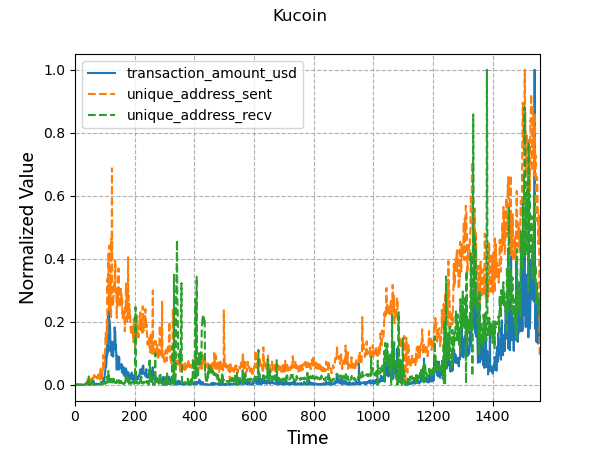 Kucoin
1.0
0.8
0.6
0.4
0.2
0.0
Normalized Value
transaction_amount_usd
unique_address_sent
unique_address_recv
0 200 400 600 800 1000 1200 1400
Time